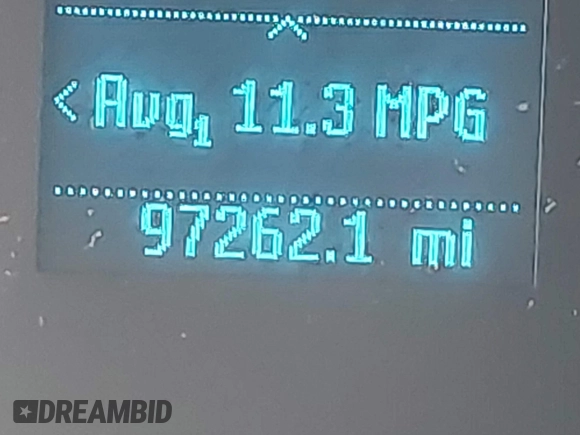 < Avg1 11.3 MPG
97262.1 mi
DREAMBID